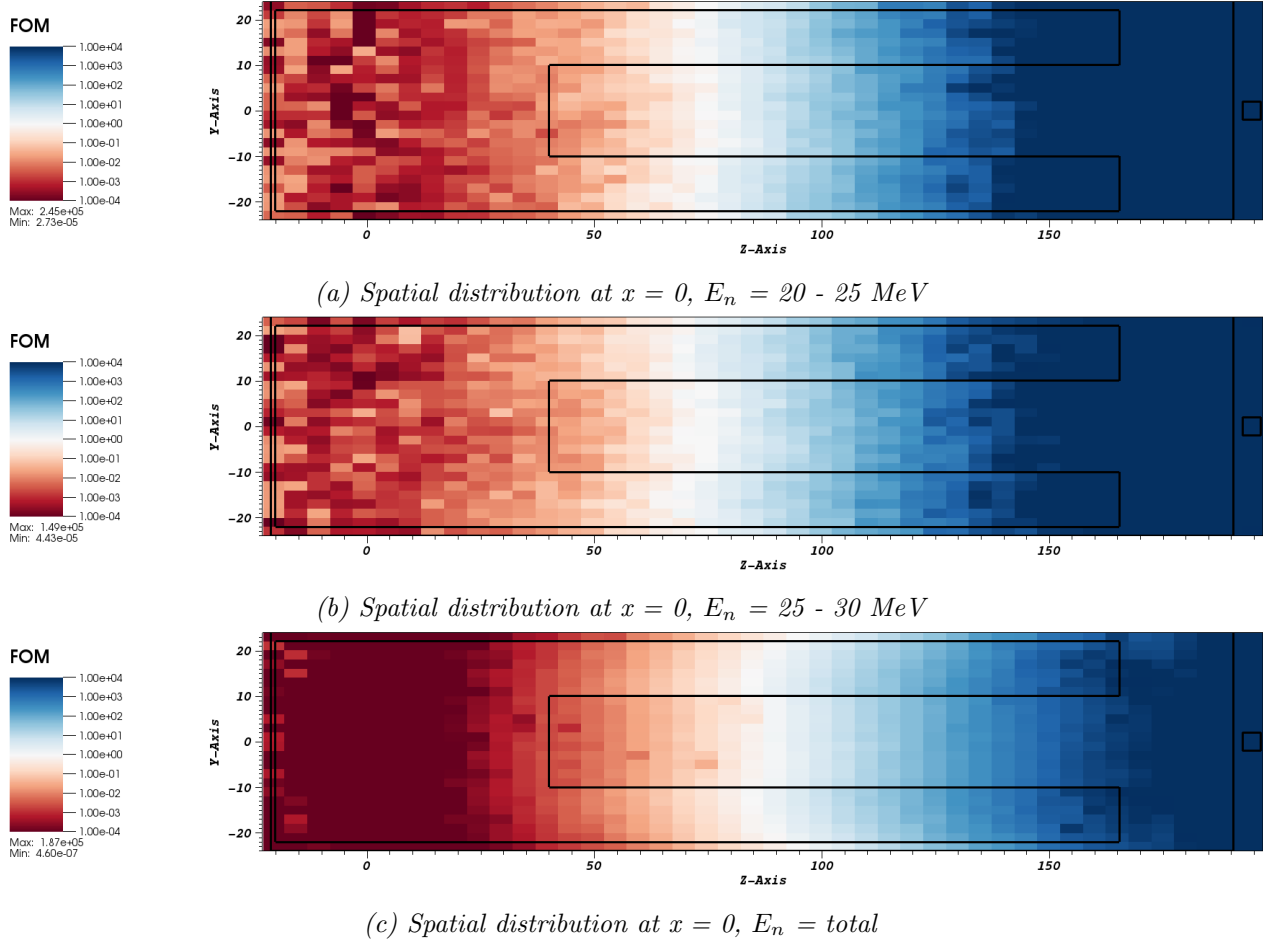 FOM
1.00e+04
1.00e+03
1.00e+02
1.00e+01
1.00e+00
1.00e-01
1.00e-02
1.00e-03
1.00e-04
Max: 2.45e+05
Min: 2.73e-05
Y-Axis
20
10
0
-10
-20
0 50 100 150
Z-Axis
(a) Spatial distribution at x = 0, Eₙ = 20 - 25 MeV
FOM
1.00e+04
1.00e+03
1.00e+02
1.00e+01
1.00e+00
1.00e-01
1.00e-02
1.00e-03
1.00e-04
Max: 1.49e+05
Min: 4.43e-05
Y-Axis
20
10
0
-10
-20
0 50 100 150
Z-Axis
(b) Spatial distribution at x = 0, Eₙ = 25 - 30 MeV
FOM
1.00e+04
1.00e+03
1.00e+02
1.00e+01
1.00e+00
1.00e-01
1.00e-02
1.00e-03
1.00e-04
Max: 1.87e+05
Min: 4.60e-07
Y-Axis
20
10
0
-10
-20
0 50 100 150
Z-Axis
(c) Spatial distribution at x = 0, Eₙ = total